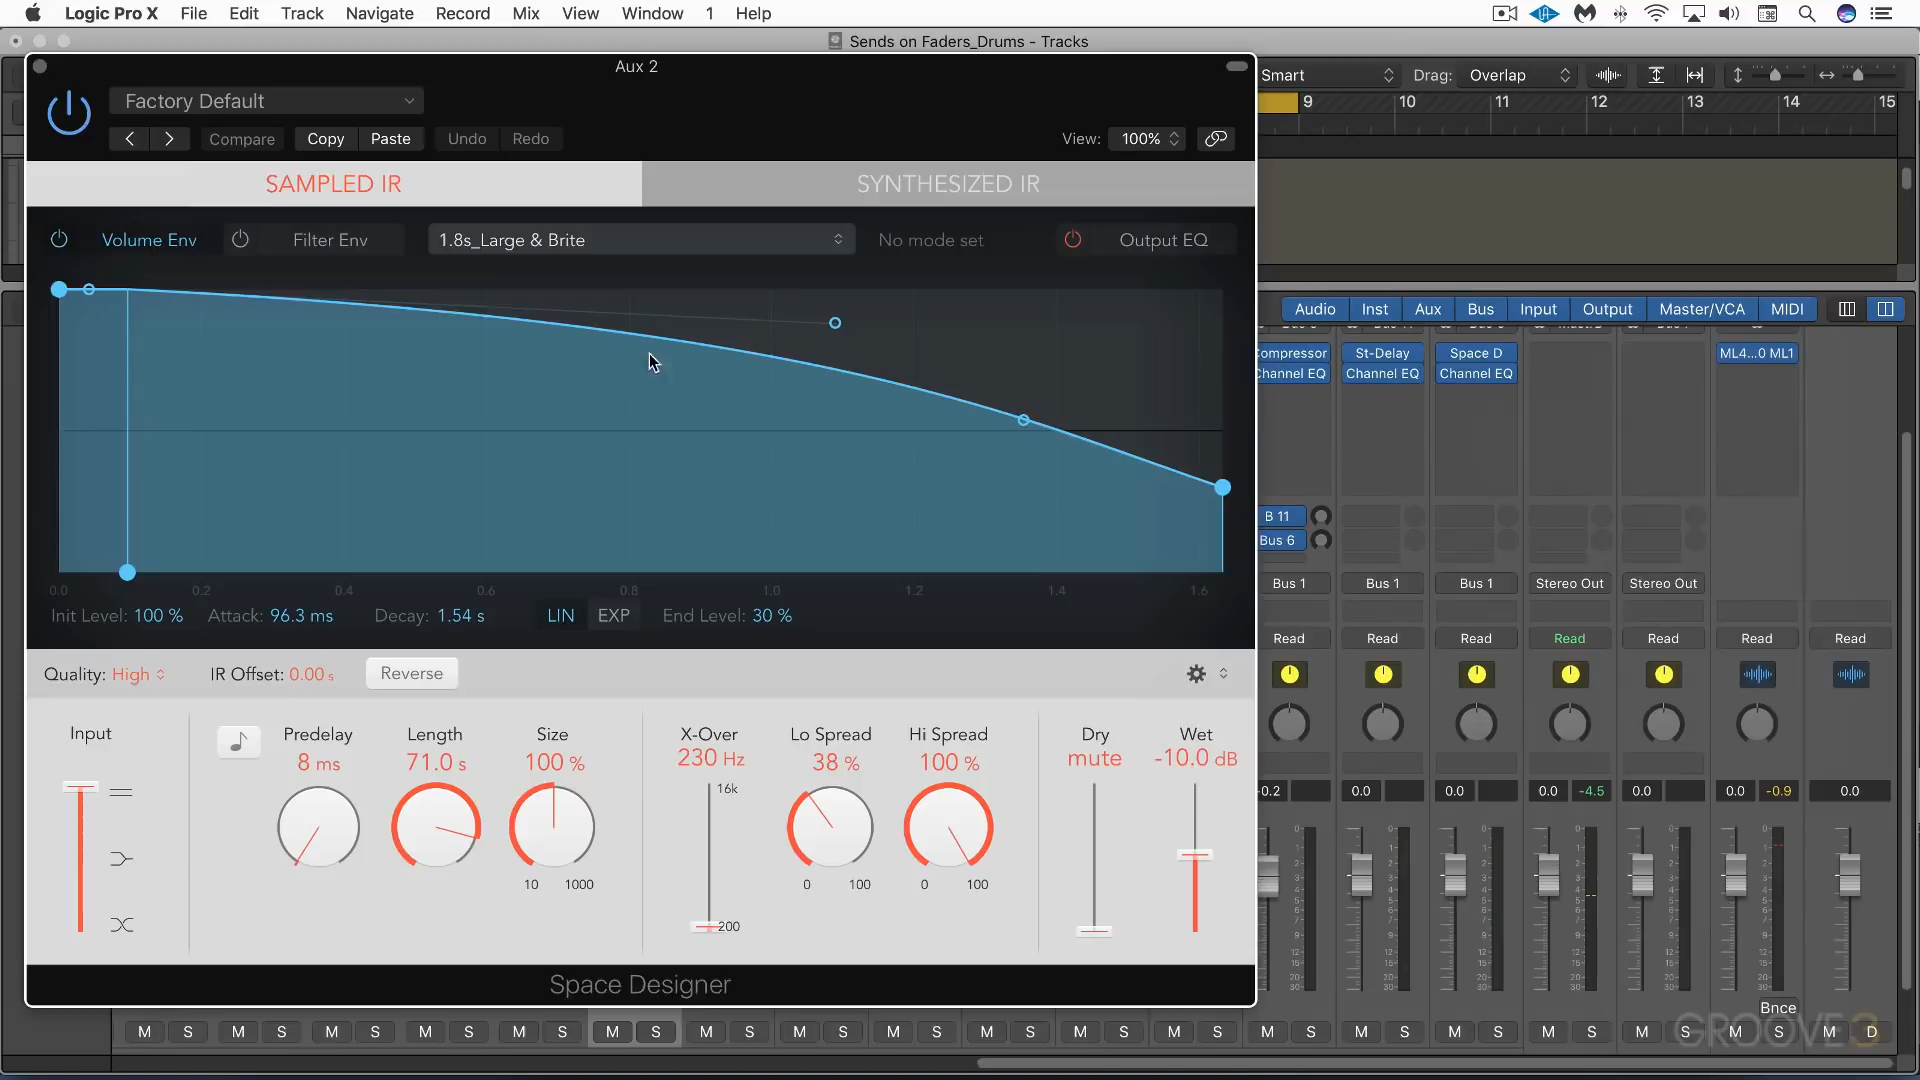 Logic Pro X File Edit Track Navigate Record Mix View Window 1 Help
Sends on Faders_Drums - Tracks
Aux 2
Smart Drag: Overlap
Factory Default
9 10 11 12 13 14 15
Compare Copy Paste Undo Redo View: 100%
SAMPLED IR SYNTHESIZED IR
Volume Env Filter Env 1.8s_Large & Brite No mode set Output EQ
Audio Inst Aux Bus Input Output Master/VCA MIDI
ompressor St-Delay Space D ML4...0 ML1
Channel EQ Channel EQ Channel EQ
B 11
Bus 6
Bus 1 Bus 1 Bus 1 Stereo Out Stereo Out
0.0 0.2 0.4 0.6 0.8 1.0 1.2 1.4 1.6
Init Level: 100 % Attack: 96.3 ms Decay: 1.54 s LIN EXP End Level: 30 %
Read Read Read Read Read Read Read
Quality: High IR Offset: 0.00 s Reverse
Input Predelay Length Size X-Over Lo Spread Hi Spread Dry Wet
8 ms 71.0 s 100 % 230 Hz 38 % 100 % mute -10.0 dB
16k
-0.2 0.0 0.0 0.0 -4.5 0.0 0.0 -0.9 0.0
10 1000 0 100 0 100
200
Space Designer
Bnce
M S M S M S M S M S M S M S M S M S M S M S M S M S M S M S M S M S M S M D
GROOVE3